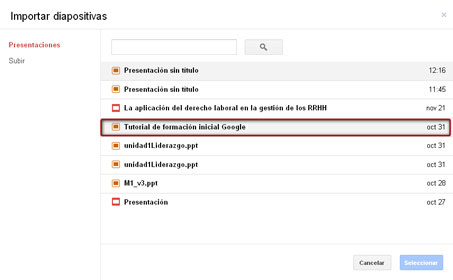 Importar diapositivas
×
Presentaciones
Subir
Presentación sin título 12:16
Presentación sin título 11:45
La aplicación del derecho laboral en la gestión de los RRHH nov 21
Tutorial de formación inicial Google oct 31
unidad1Liderazgo.ppt oct 31
unidad1Liderazgo.ppt oct 31
M1_v3.ppt oct 28
Presentación oct 27
Cancelar Seleccionar